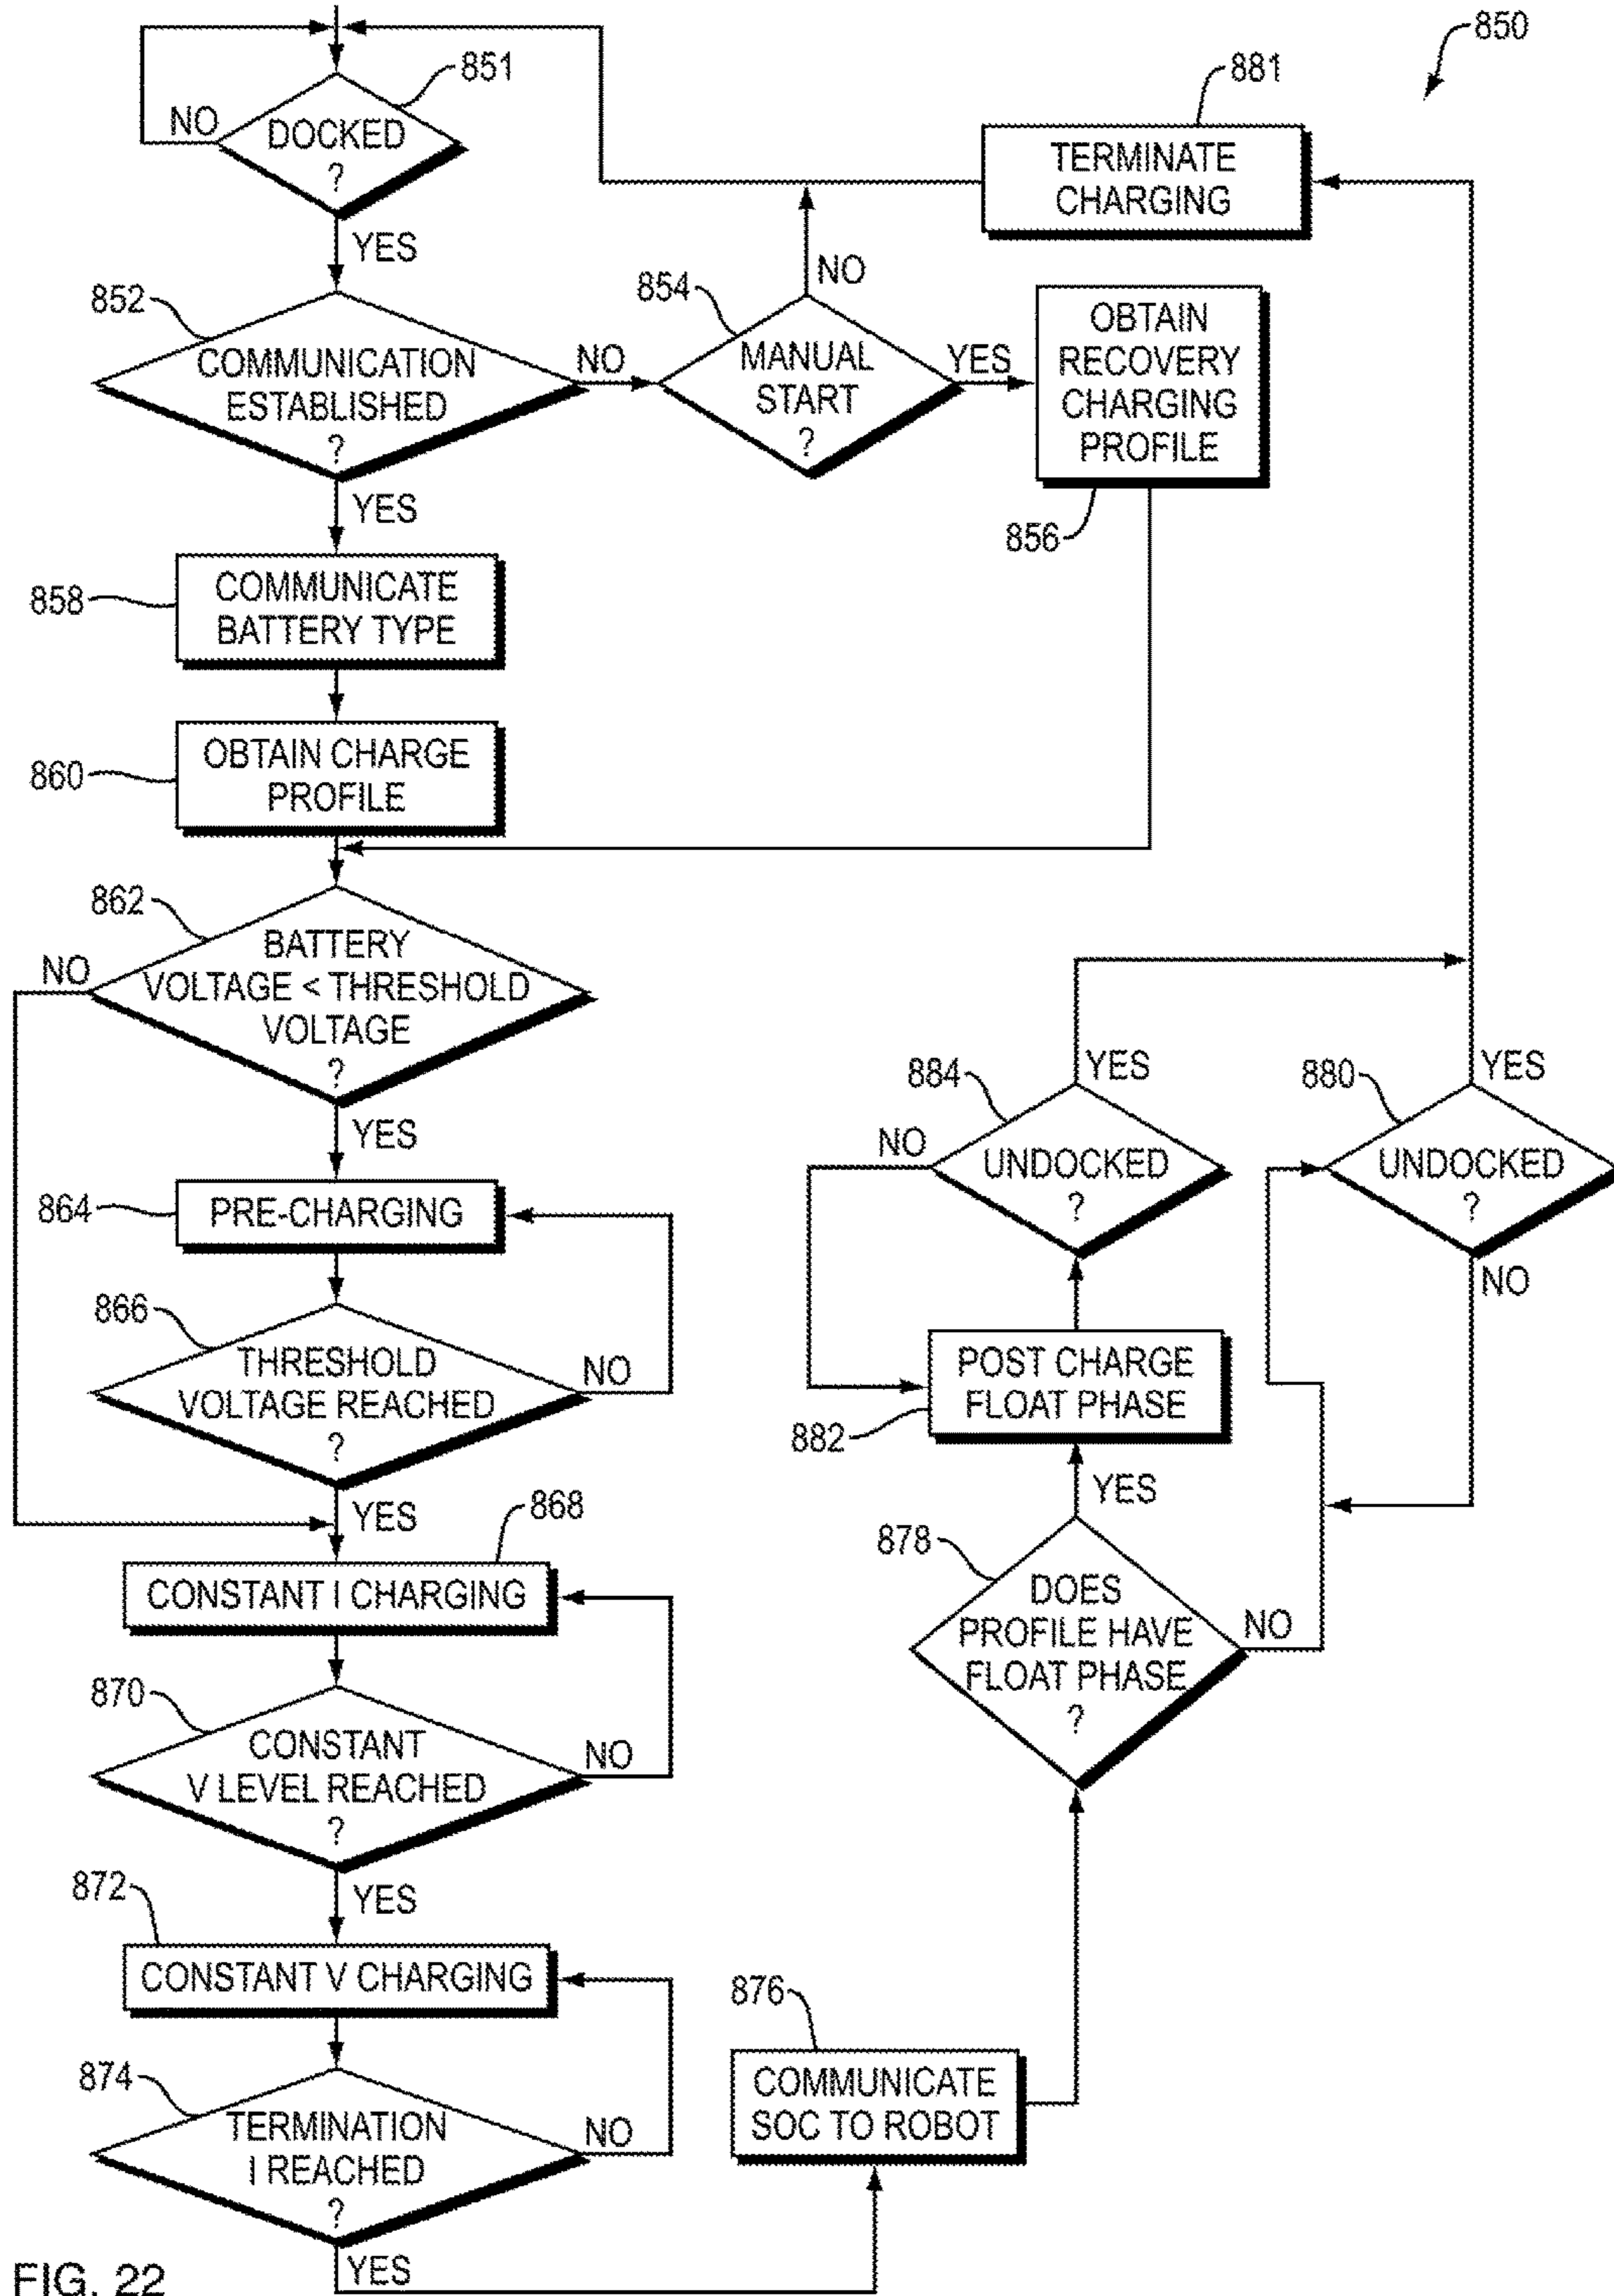 850
851
DOCKED
?
NO
YES
881
TERMINATE
CHARGING
852
COMMUNICATION
ESTABLISHED
?
NO
YES
854
MANUAL
START
?
NO
YES
OBTAIN
RECOVERY
CHARGING
PROFILE
856
858
COMMUNICATE
BATTERY TYPE
860
OBTAIN CHARGE
PROFILE
862
BATTERY
VOLTAGE < THRESHOLD
VOLTAGE
?
NO
YES
864
PRE-CHARGING
866
THRESHOLD
VOLTAGE REACHED
?
NO
YES
868
CONSTANT I CHARGING
870
CONSTANT
V LEVEL REACHED
?
NO
YES
872
CONSTANT V CHARGING
874
TERMINATION
I REACHED
?
NO
YES
876
COMMUNICATE
SOC TO ROBOT
878
DOES
PROFILE HAVE
FLOAT PHASE
?
NO
YES
POST CHARGE
FLOAT PHASE
882
884
UNDOCKED
?
NO
YES
880
UNDOCKED
?
YES
NO
FIG. 22